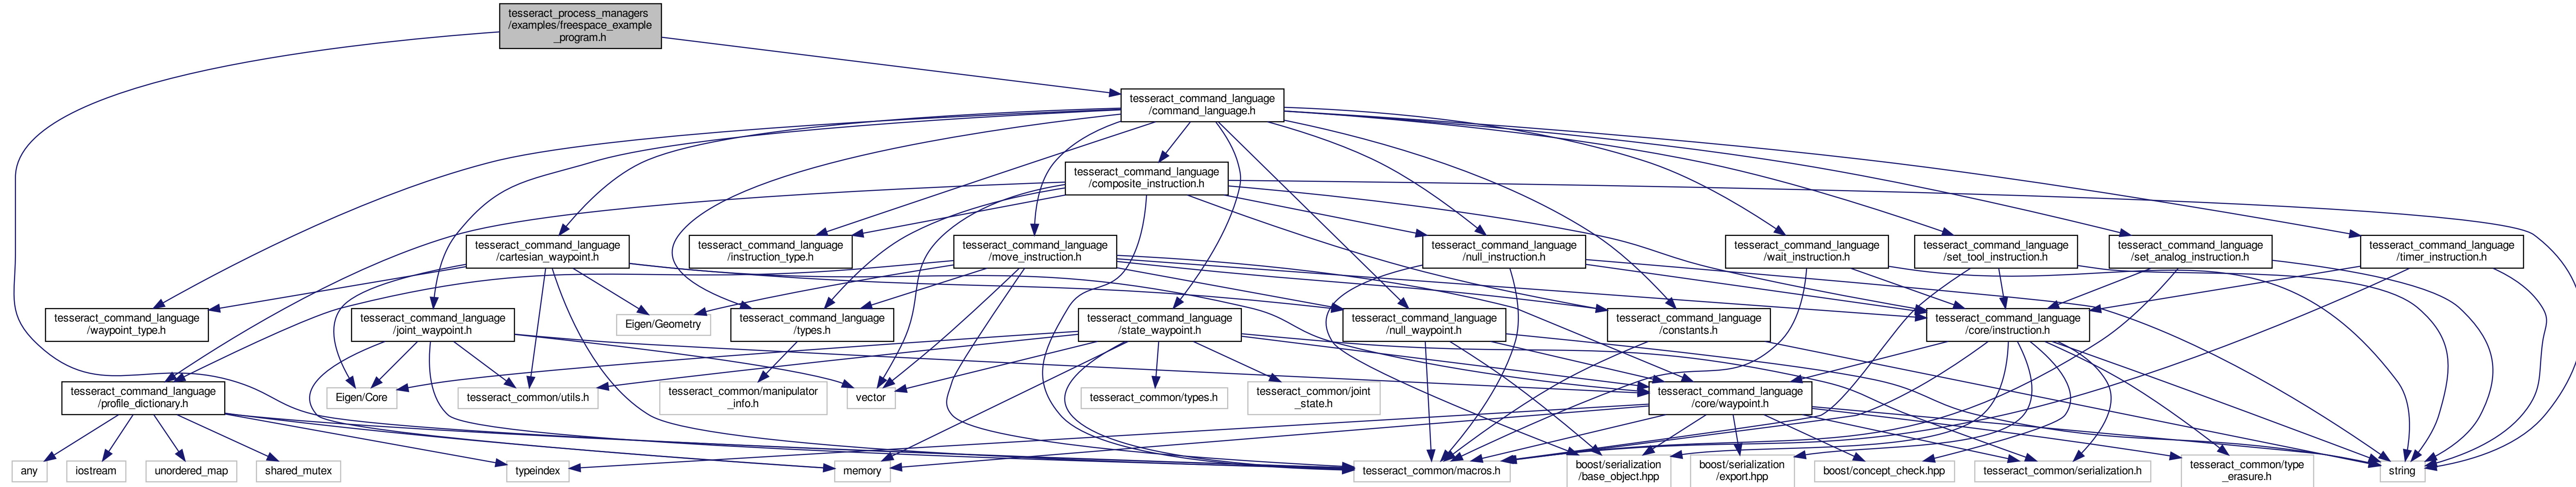 tesseract_process_managers
/examples/freespace_example
_program.h
tesseract_command_language
/command_language.h
tesseract_command_language
/composite_instruction.h
tesseract_command_language
/cartesian_waypoint.h
tesseract_command_language
/instruction_type.h
tesseract_command_language
/move_instruction.h
tesseract_command_language
/null_instruction.h
tesseract_command_language
/wait_instruction.h
tesseract_command_language
/set_tool_instruction.h
tesseract_command_language
/set_analog_instruction.h
tesseract_command_language
/timer_instruction.h
tesseract_command_language
/waypoint_type.h
tesseract_command_language
/joint_waypoint.h
Eigen/Geometry
tesseract_command_language
/types.h
tesseract_command_language
/state_waypoint.h
tesseract_command_language
/null_waypoint.h
tesseract_command_language
/constants.h
tesseract_command_language
/core/instruction.h
tesseract_command_language
/profile_dictionary.h
Eigen/Core
tesseract_common/utils.h
tesseract_common/manipulator
_info.h
vector
tesseract_common/types.h
tesseract_common/joint
_state.h
tesseract_command_language
/core/waypoint.h
any
iostream
unordered_map
shared_mutex
typeindex
memory
tesseract_common/macros.h
boost/serialization
/base_object.hpp
boost/serialization
/export.hpp
boost/concept_check.hpp
tesseract_common/serialization.h
tesseract_common/type
_erasure.h
string